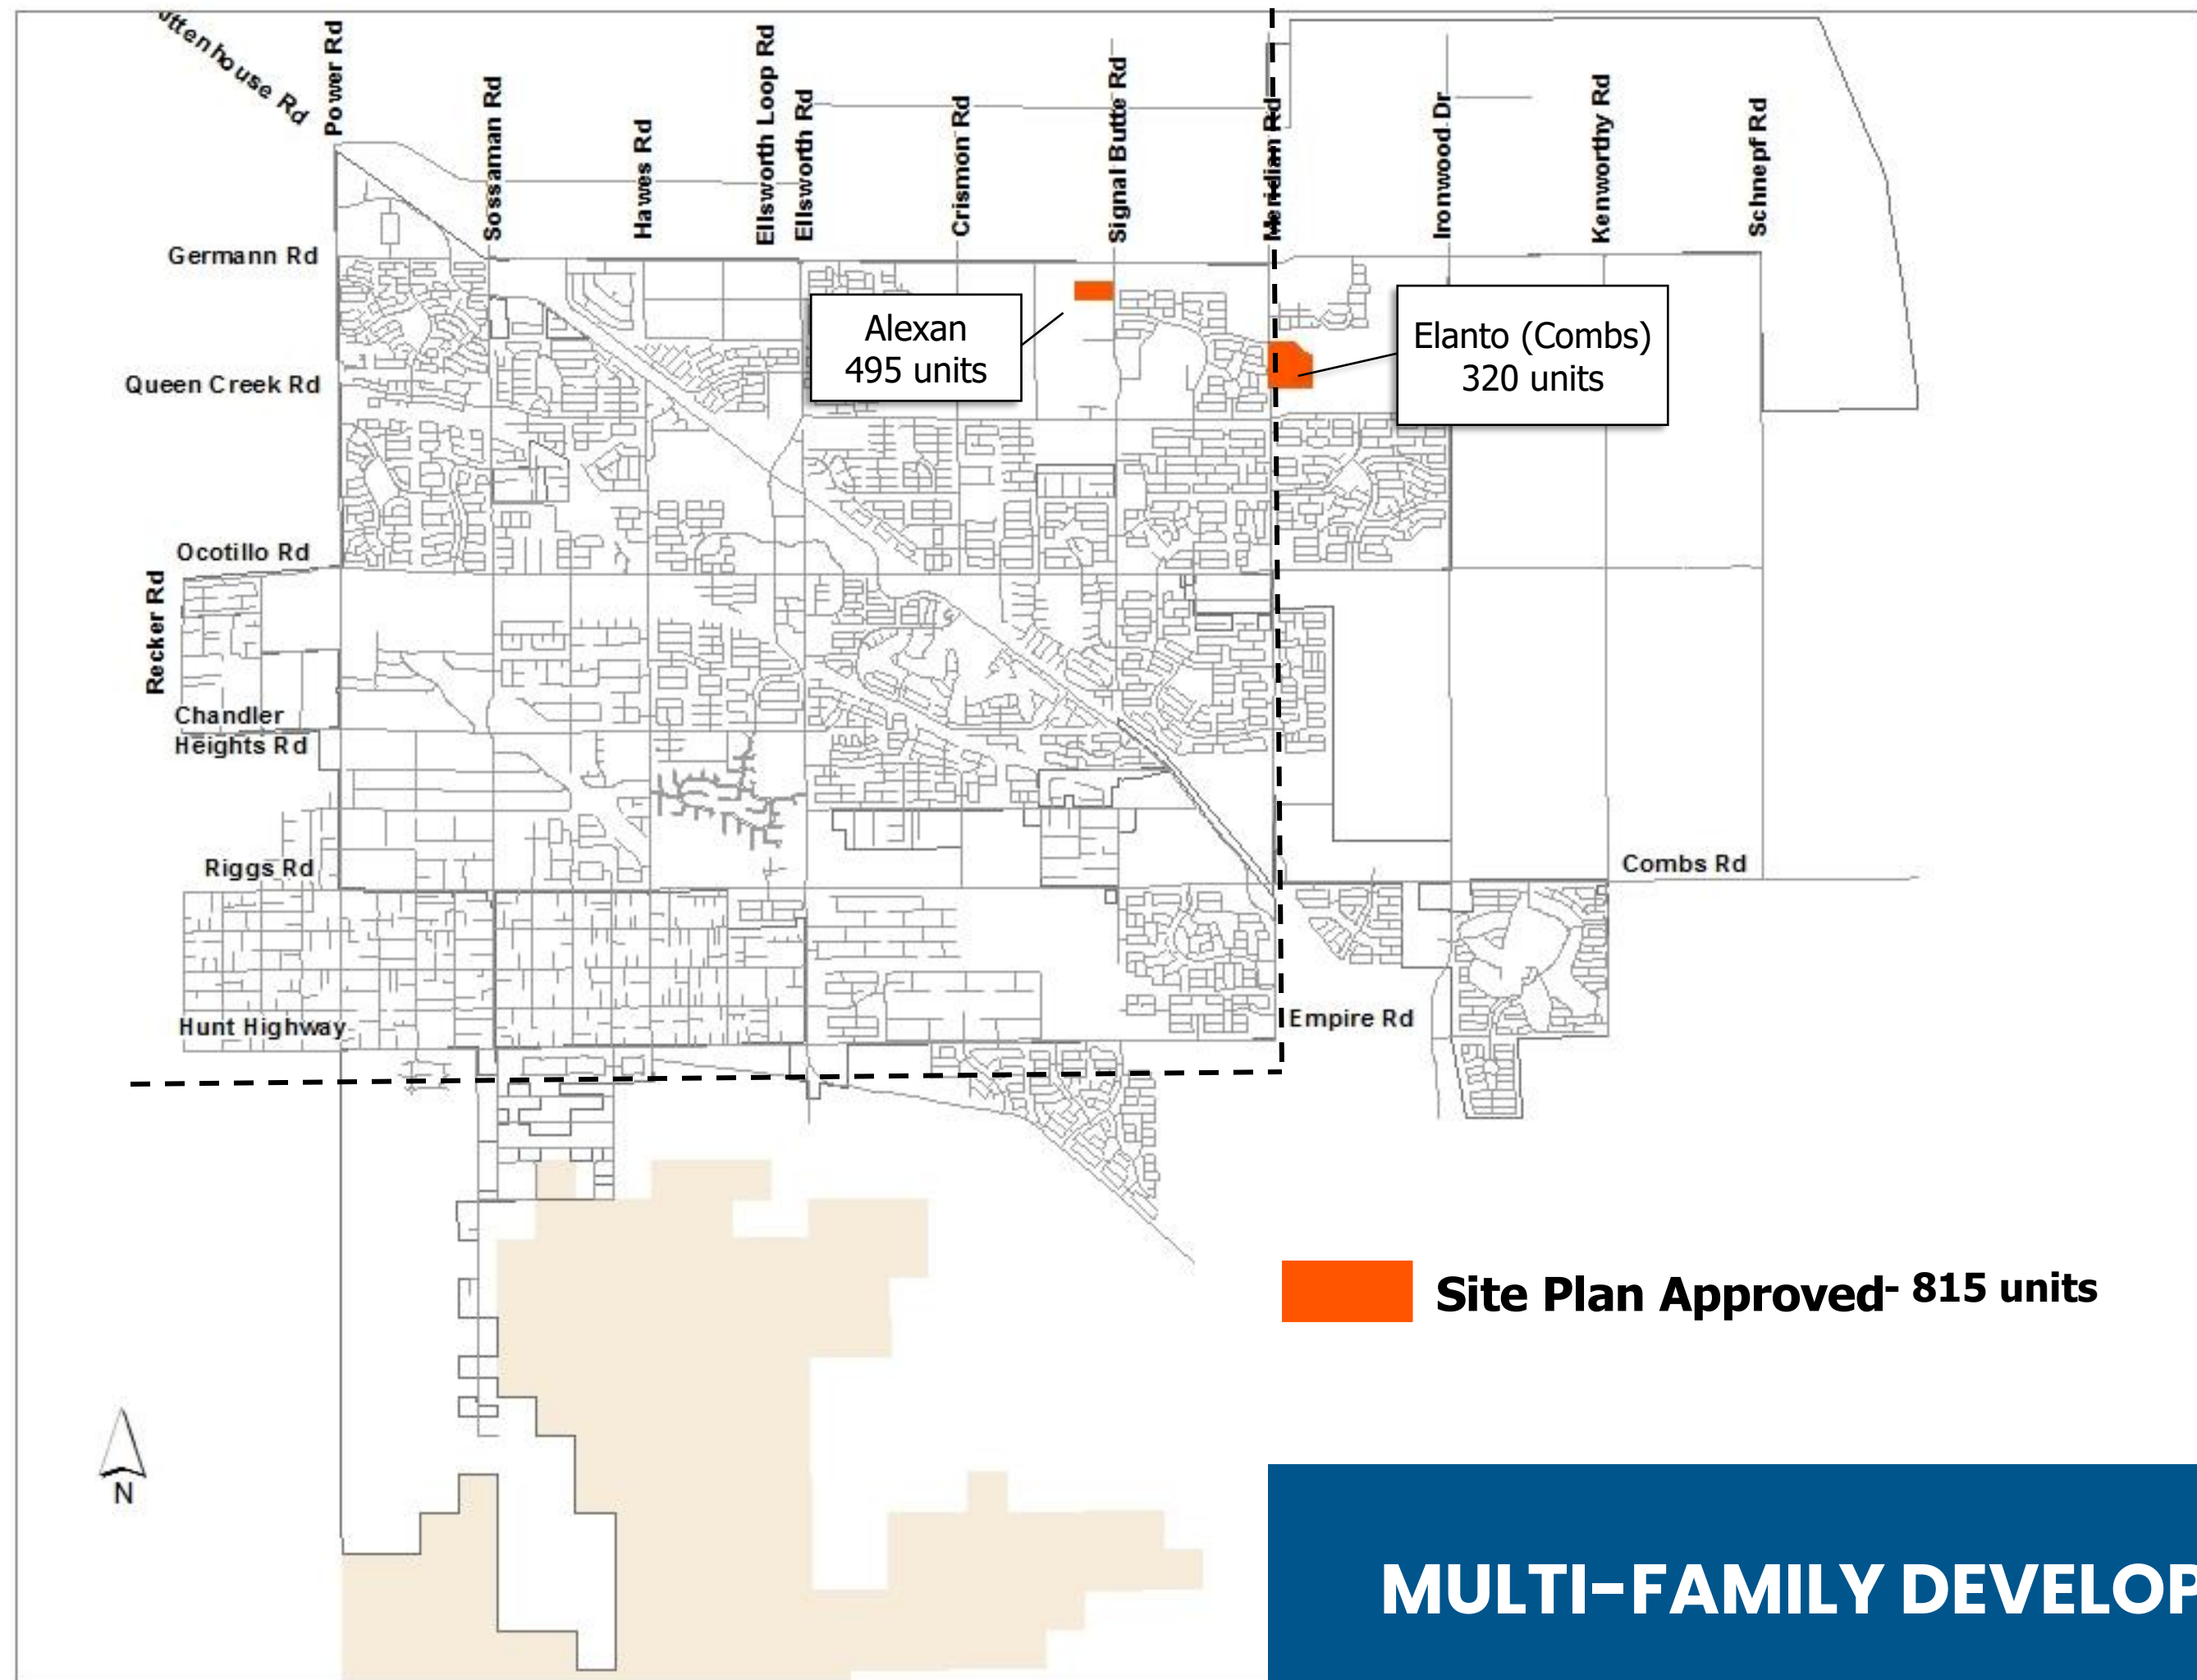 ttenhouse Rd
Power Rd
Sossaman Rd
Hawes Rd
Ellsworth Loop Rd
Ellsworth Rd
Crismon Rd
Signal Butte Rd
Meridian Rd
Ironwood Dr
Kenworthy Rd
Schnepf Rd
Germann Rd
Alexan
495 units
Elanto (Combs)
320 units
Queen Creek Rd
Ocotillo Rd
Recker Rd
Chandler
Heights Rd
Riggs Rd
Combs Rd
Hunt Highway
Empire Rd
Site Plan Approved- 815 units
N
MULTI-FAMILY DEVELOP